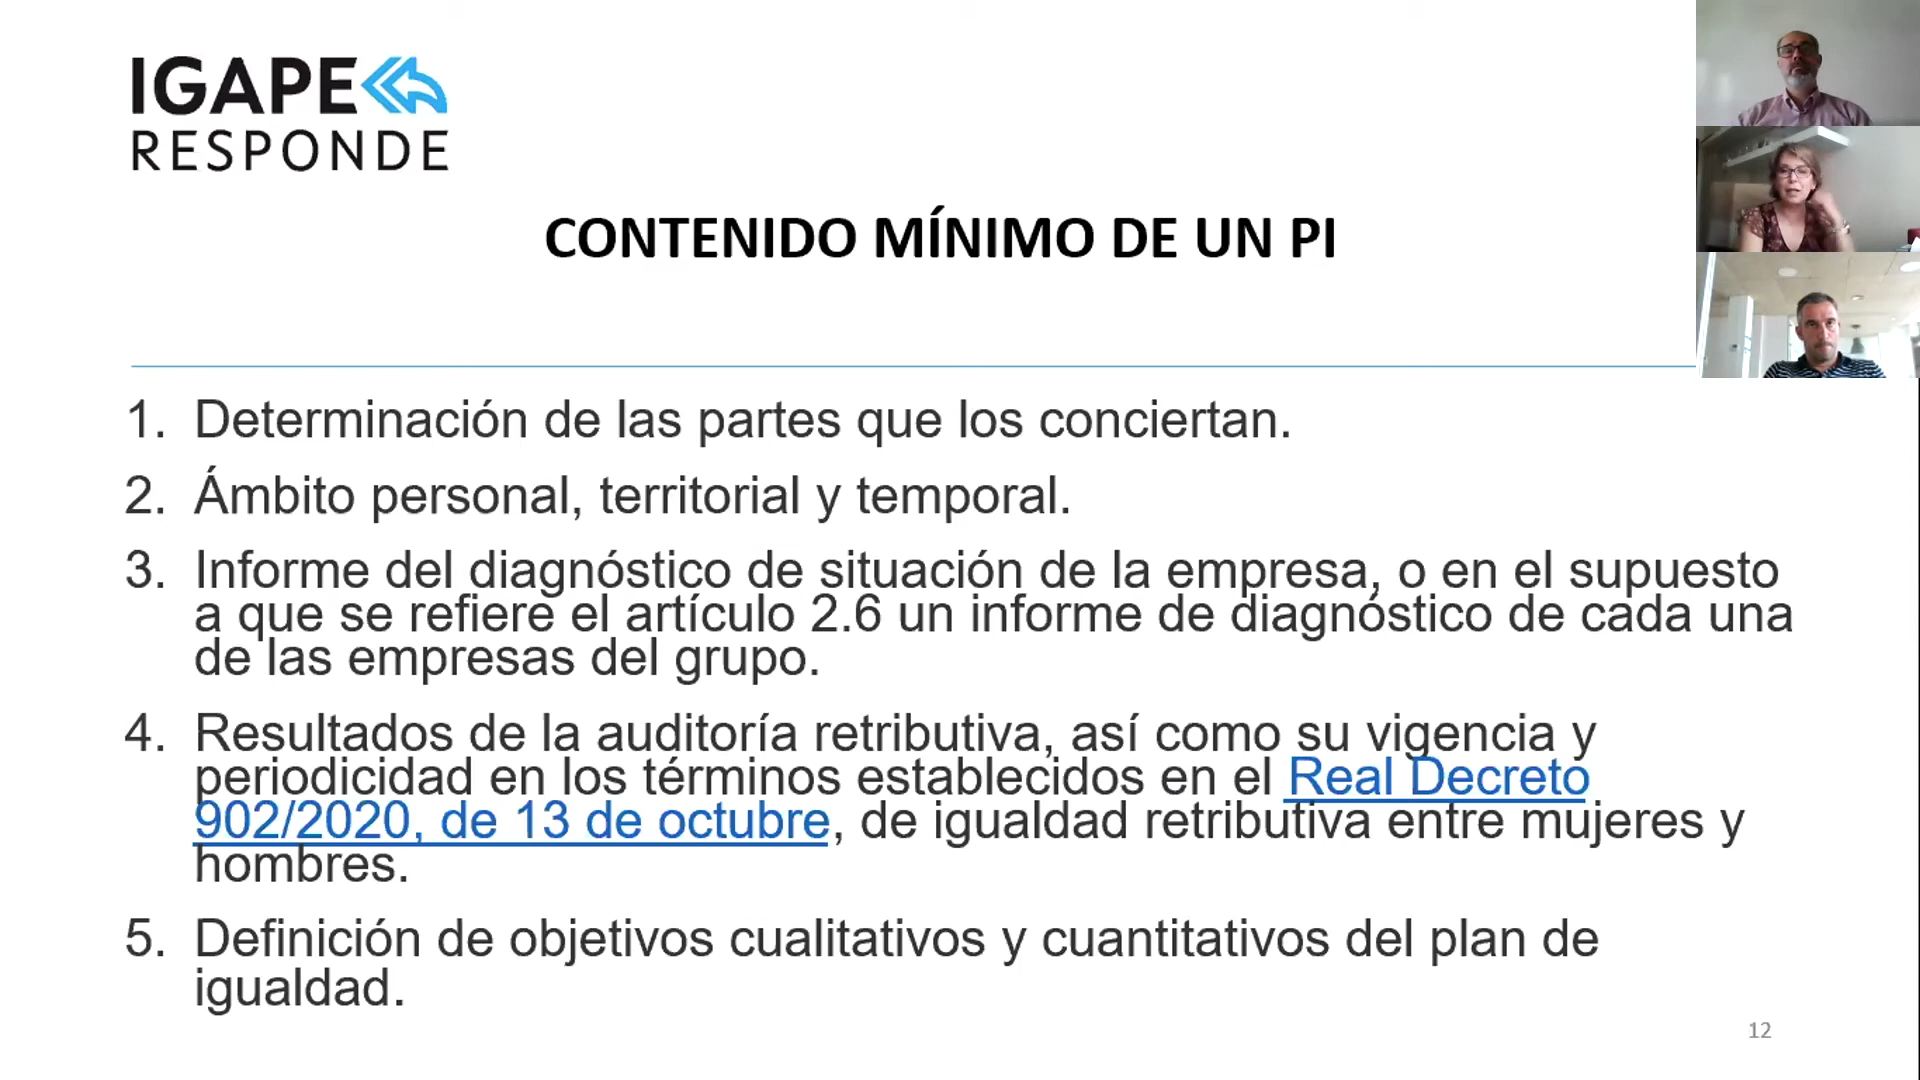 IGAPE
RESPONDE
CONTENIDO MÍNIMO DE UN PI
1. Determinación de las partes que los conciertan.
2. Ámbito personal, territorial y temporal.
3. Informe del diagnóstico de situación de la empresa, o en el supuesto
a que se refiere el artículo 2.6 un informe de diagnóstico de cada una
de las empresas del grupo.
4. Resultados de la auditoría retributiva, así como su vigencia y
periodicidad en los términos establecidos en el Real Decreto
902/2020, de 13 de octubre, de igualdad retributiva entre mujeres y
hombres.
5. Definición de objetivos cualitativos y cuantitativos del plan de
igualdad.
12